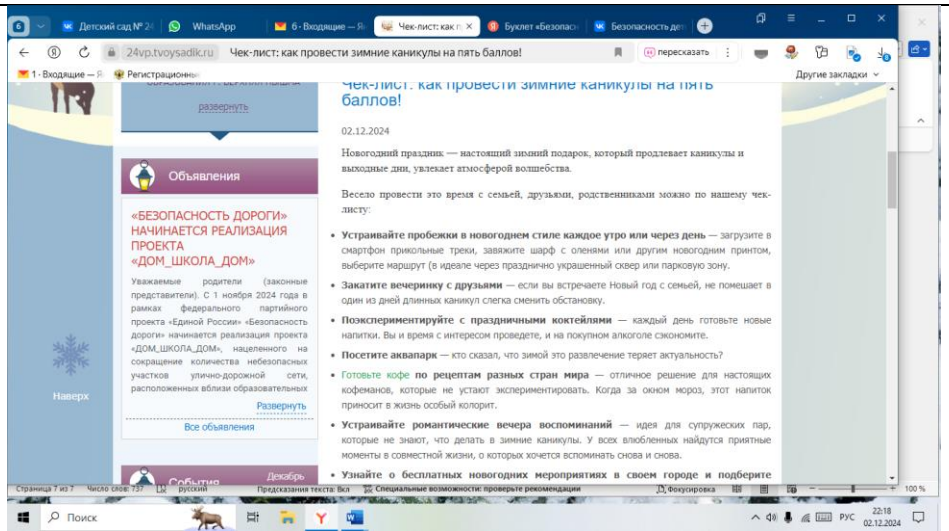 6
Детский сад № 24
WhatsApp
6 · Входящие — Я
Чек-лист: как п
Буклет «Безопасн
Безопасность дет
24vp.tvoysadik.ru
Чек-лист: как провести зимние каникулы на пять баллов!
пересказать
1 · Входящие — Я
Регистрационны
Другие закладки
развернуть
Чек-лист: как провести зимние каникулы на пять
баллов!
02.12.2024
Новогодний праздник — настоящий зимний подарок, который продлевает каникулы и
выходные дни, увлекает атмосферой волшебства.
Весело провести это время с семьей, друзьями, родственниками можно по нашему чек-
листу:
• Устраивайте пробежки в новогоднем стиле каждое утро или через день — загрузите в
смартфон прикольные треки, завяжите шарф с оленями или другим новогодним принтом,
выберите маршрут (в идеале через празднично украшенный сквер или парковую зону.
• Закатите вечеринку с друзьями — если вы встречаете Новый год с семьей, не помешает в
один из дней длинных каникул слегка сменить обстановку.
• Поэкспериментируйте с праздничными коктейлями — каждый день готовьте новые
напитки. Вы и время с интересом проведете, и на покупном алкоголе сэкономите.
• Посетите аквапарк — кто сказал, что зимой это развлечение теряет актуальность?
• Готовьте кофе по рецептам разных стран мира — отличное решение для настоящих
кофеманов, которые не устают экспериментировать. Когда за окном мороз, этот напиток
приносит в жизнь особый колорит.
• Устраивайте романтические вечера воспоминаний — идея для супружеских пар,
которые не знают, что делать в зимние каникулы. У всех влюбленных найдутся приятные
моменты в совместной жизни, о которых хочется вспоминать снова и снова.
• Узнайте о бесплатных новогодних мероприятиях в своем городе и подберите
Объявления
«БЕЗОПАСНОСТЬ ДОРОГИ»
НАЧИНАЕТСЯ РЕАЛИЗАЦИЯ
ПРОЕКТА
«ДОМ_ШКОЛА_ДОМ»
Уважаемые родители (законные
представители). С 1 ноября 2024 года в
рамках федерального партийного
проекта «Единой России» «Безопасность
дороги» начинается реализация проекта
«ДОМ_ШКОЛА_ДОМ», нацеленного на
сокращение количества небезопасных
участков улично-дорожной сети,
расположенных вблизи образовательных
Развернуть
Все объявления
Наверх
События
Декабрь
Страница 7 из 7
Число слов: 737
русский
Предсказания текста: Вкл
Специальные возможности: проверьте рекомендации
Фокусировка
100 %
Поиск
РУС
22:18
02.12.2024